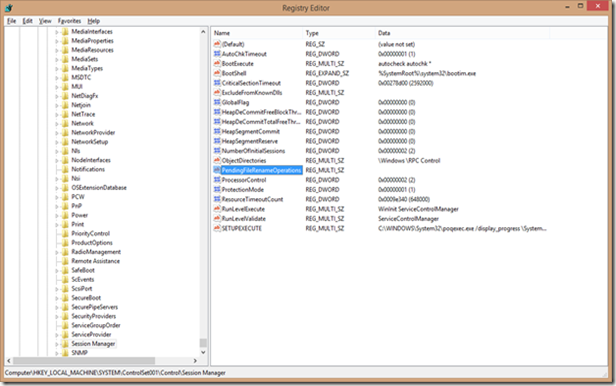 Registry Editor
File Edit View Favorites Help
MediaInterfaces
MediaProperties
MediaResources
MediaSets
MediaTypes
MSDTC
MUI
NetDiagFx
Netjoin
NetTrace
Network
NetworkProvider
NetworkSetup
Nls
NodeInterfaces
Notifications
Nsi
OSExtensionDatabase
PCW
PnP
Power
Print
PriorityControl
ProductOptions
RadioManagement
Remote Assistance
SafeBoot
ScEvents
ScsiPort
SecureBoot
SecurePipeServers
SecurityProviders
ServiceGroupOrder
ServiceProvider
Session Manager
SNMP
Name Type Data
(Default) REG_SZ (value not set)
AutoChkTimeout REG_DWORD 0x00000001 (1)
BootExecute REG_MULTI_SZ autocheck autochk *
BootShell REG_EXPAND_SZ %SystemRoot%\system32\bootim.exe
CriticalSectionTimeout REG_DWORD 0x00278d00 (2592000)
ExcludeFromKnownDlls REG_MULTI_SZ
GlobalFlag REG_DWORD 0x00000000 (0)
HeapDeCommitFreeBlockThr... REG_DWORD 0x00000000 (0)
HeapDeCommitTotalFreeThr... REG_DWORD 0x00000000 (0)
HeapSegmentCommit REG_DWORD 0x00000000 (0)
HeapSegmentReserve REG_DWORD 0x00000000 (0)
NumberOfInitialSessions REG_DWORD 0x00000002 (2)
ObjectDirectories REG_MULTI_SZ \Windows \RPC Control
PendingFileRenameOperations REG_MULTI_SZ
ProcessorControl REG_DWORD 0x00000002 (2)
ProtectionMode REG_DWORD 0x00000001 (1)
ResourceTimeoutCount REG_DWORD 0x0009e340 (648000)
RunLevelExecute REG_MULTI_SZ WinInit ServiceControlManager
RunLevelValidate REG_MULTI_SZ ServiceControlManager
SETUPEXECUTE REG_MULTI_SZ C:\WINDOWS\System32\poqexec.exe /display_progress \System...
Computer\HKEY_LOCAL_MACHINE\SYSTEM\ControlSet001\Control\Session Manager